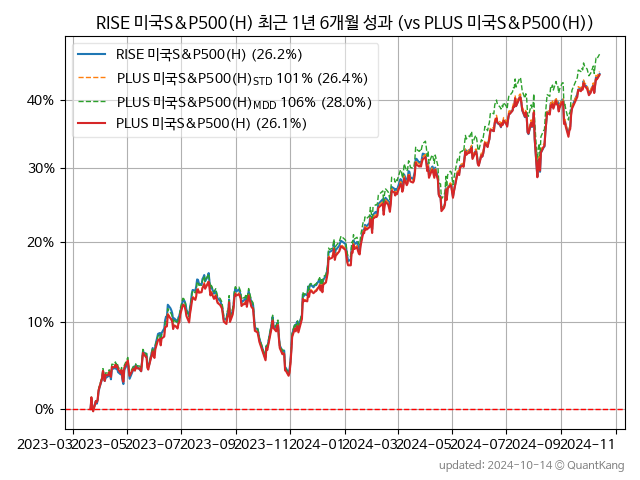 RISE 미국S&P500(H) 최근 1년 6개월 성과 (vs PLUS 미국S&P500(H))
RISE 미국S&P500(H) (26.2%)
PLUS 미국S&P500(H)STD 101% (26.4%)
PLUS 미국S&P500(H)MDD 106% (28.0%)
PLUS 미국S&P500(H) (26.1%)
40%
30%
20%
10%
0%
2023-03 2023-05 2023-07 2023-09 2023-11 2024-01 2024-03 2024-05 2024-07 2024-09 2024-11
updated: 2024-10-14 © QuantKang